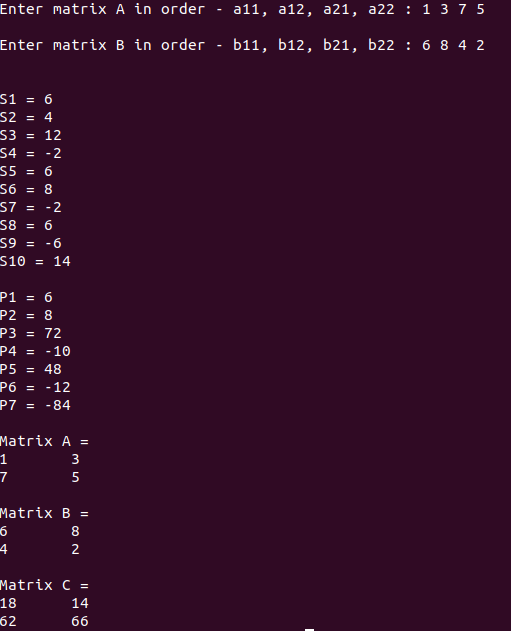 Enter matrix A in order - a11, a12, a21, a22 : 1 3 7 5
Enter matrix B in order - b11, b12, b21, b22 : 6 8 4 2
S1 = 6
S2 = 4
S3 = 12
S4 = -2
S5 = 6
S6 = 8
S7 = -2
S8 = 6
S9 = -6
S10 = 14
P1 = 6
P2 = 8
P3 = 72
P4 = -10
P5 = 48
P6 = -12
P7 = -84
Matrix A =
1 3
7 5
Matrix B =
6 8
4 2
Matrix C =
18 14
62 66